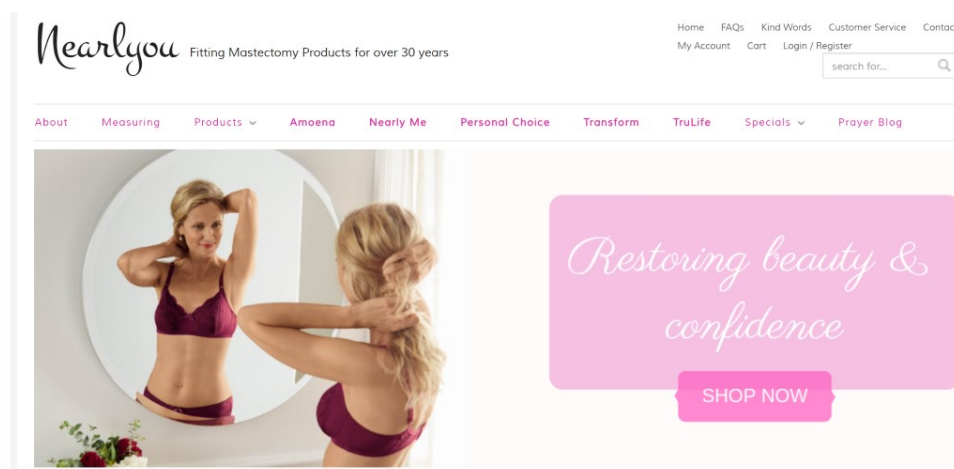 Nearlyou Fitting Mastectomy Products for over 30 years
Home FAQs Kind Words Customer Service
My Account Cart Login / Register
search for...
About Measuring Products Amoena Nearly Me Personal Choice Transform TruLife Specials Prayer Blog
Restoring beauty &
confidence
SHOP NOW